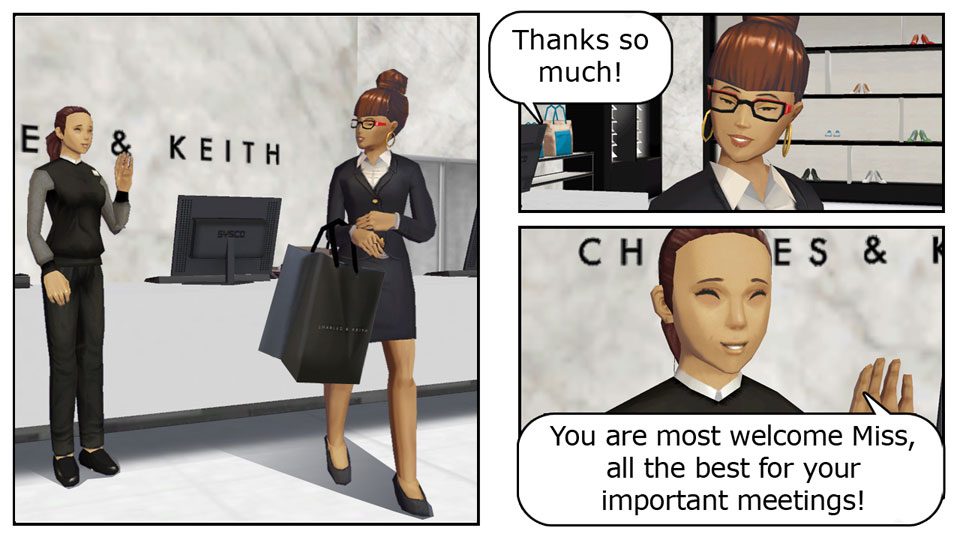 ES & KEITH
SYSCO
CHARLES & KEITH
Thanks so
much!
CH ES & K
You are most welcome Miss,
all the best for your
important meetings!